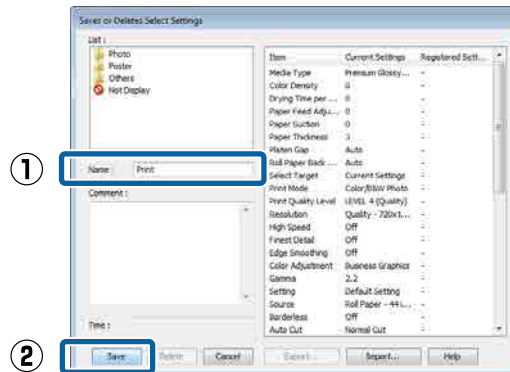 Saves or Deletes Select Settings
List :
Photo
Poster
Others
Not Display
① Name : Print
Comment :
Time :
② Save Delete Cancel Export... Import... Help
Item Current Settings Registered Sett...
Media Type Premium Glossy... -
Color Density 0 -
Drying Time per ... 0 -
Paper Feed Adju... 0 -
Paper Suction 0 -
Paper Thickness 3 -
Platen Gap Auto -
Roll Paper Back ... Auto -
Select Target Current Settings -
Print Mode Color/B&W Photo -
Print Quality Level LEVEL 4 (Quality) -
Resolution Quality - 720x1... -
High Speed Off -
Finest Detail Off -
Edge Smoothing Off -
Color Adjustment Business Graphics -
Gamma 2.2 -
Setting Default Setting -
Source Roll Paper - 44 i... -
Borderless Off -
Auto Cut Normal Cut -